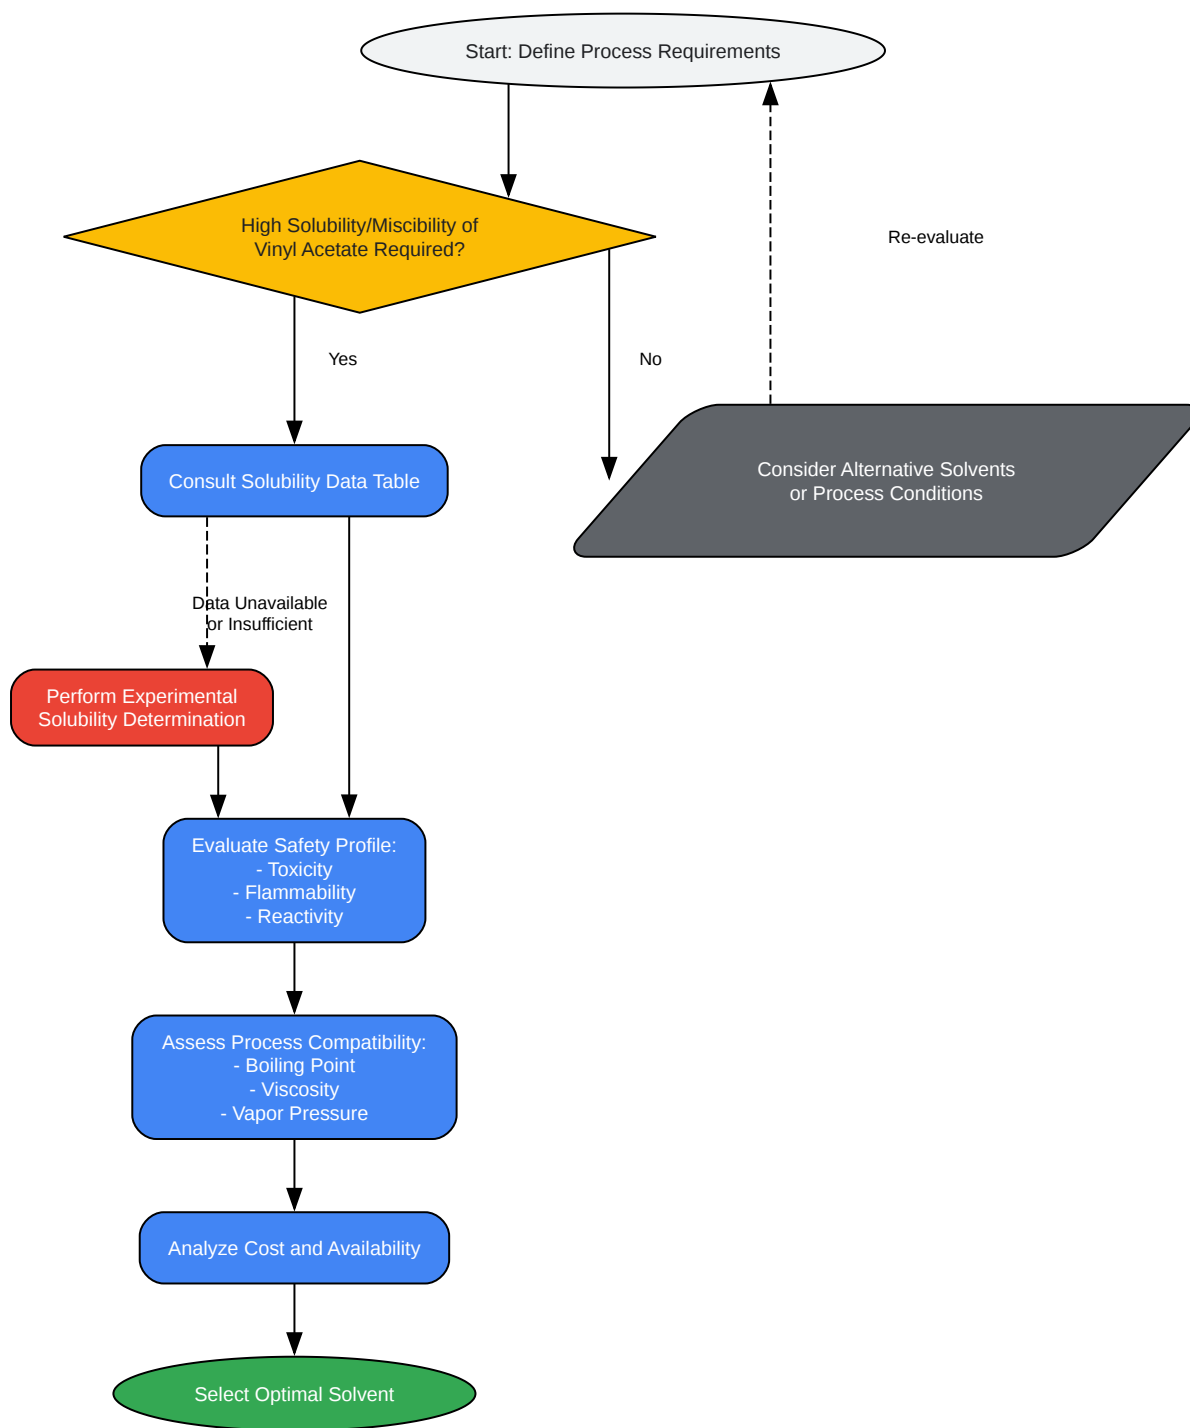 Start: Define Process Requirements
High Solubility/Miscibility of
Vinyl Acetate Required?
Re-evaluate
Yes
No
Consult Solubility Data Table
Consider Alternative Solvents
or Process Conditions
Data Unavailable
or Insufficient
Perform Experimental
Solubility Determination
Evaluate Safety Profile:
- Toxicity
- Flammability
- Reactivity
Assess Process Compatibility:
- Boiling Point
- Viscosity
- Vapor Pressure
Analyze Cost and Availability
Select Optimal Solvent